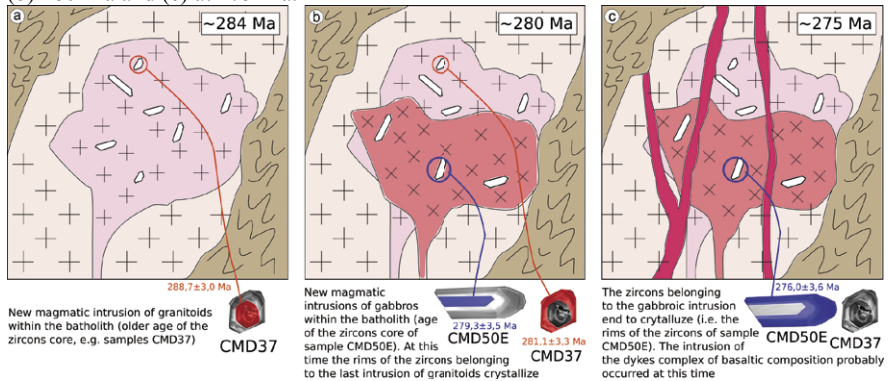 a
~284 Ma
288,7±3,0 Ma
New magmatic intrusion of granitoids
within the batholith (older age of the
zircons core, e.g. samples CMD37)
CMD37
b
~280 Ma
New magmatic
intrusions of gabbros
within the batholith (age
of the zircons core of
sample CMD50E). At this
time the rims of the zircons belonging
to the last intrusion of granitoids crystallize
279,3±3,5 Ma
CMD50E
281,1±3,3 Ma
CMD37
c
~275 Ma
The zircons belonging
to the gabbroic intrusion
end to crytalluze (i.e. the
rims of the zircons of sample
CMD50E). The intrusion of
the dykes complex of basaltic composition probably
occurred at this time
276,0±3,6 Ma
CMD50E
CMD37